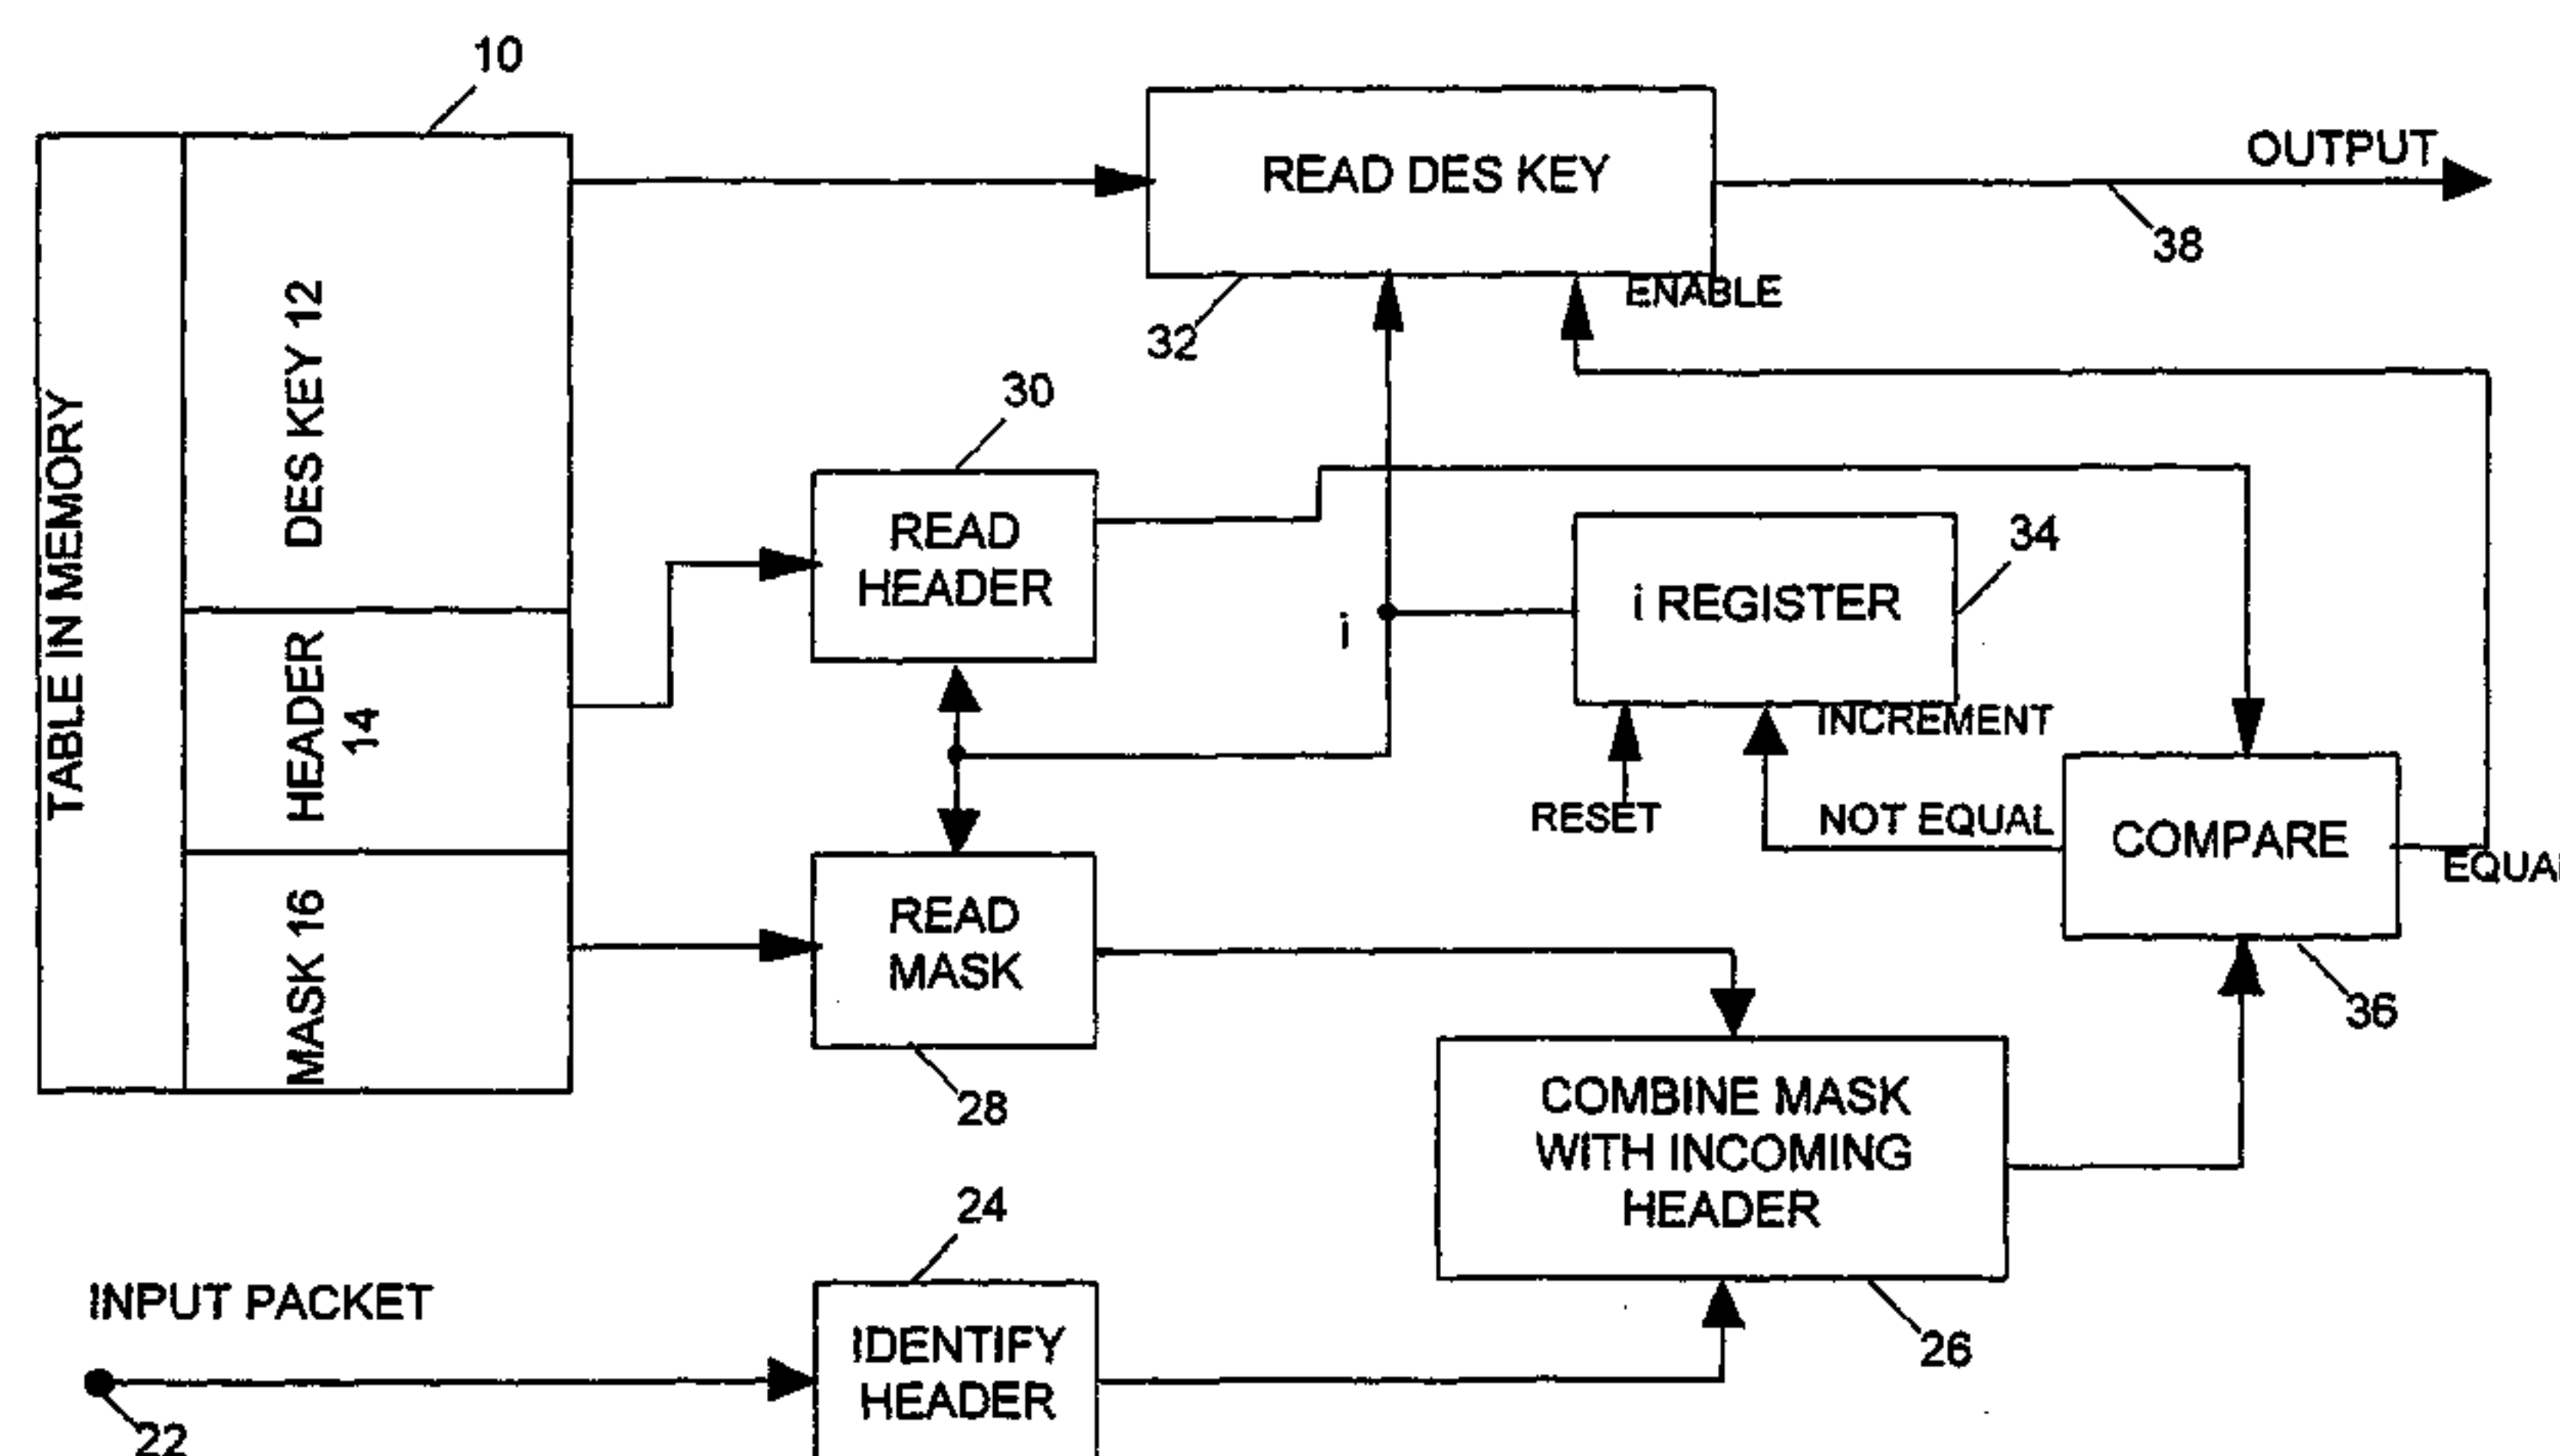 10
TABLE IN MEMORY
DES KEY 12
HEADER
14
MASK 16
READ DES KEY
OUTPUT
38
ENABLE
32
30
READ
HEADER
i
i REGISTER
34
INCREMENT
RESET
NOT EQUAL
COMPARE
EQUAL
36
READ
MASK
28
COMBINE MASK
WITH INCOMING
HEADER
26
24
INPUT PACKET
IDENTIFY
HEADER
22